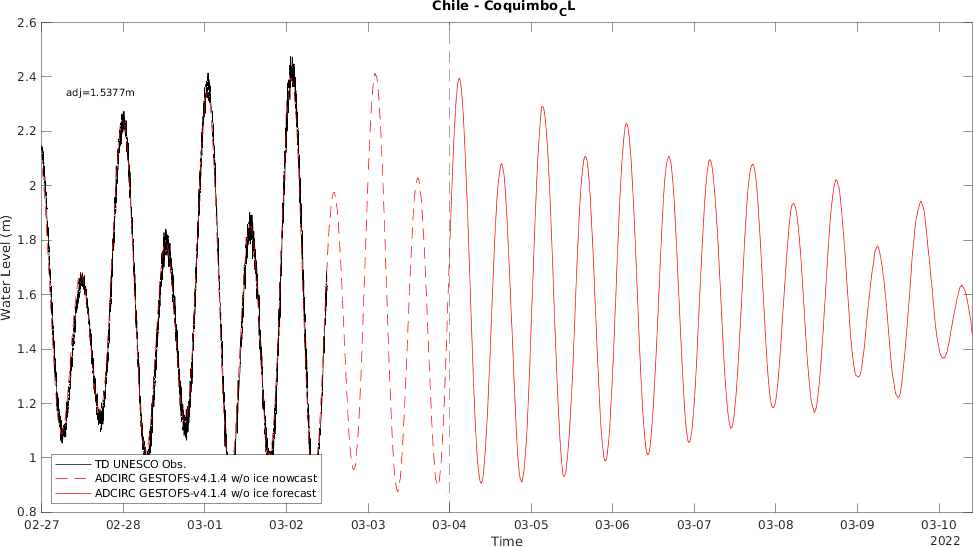 Chile - Coquimbo_CL
2.6
2.4
adj=1.5377m
2.2
2
1.8
Water Level (m)
1.6
1.4
1.2
1
TD UNESCO Obs.
ADCIRC GESTOFS-v4.1.4 w/o ice nowcast
ADCIRC GESTOFS-v4.1.4 w/o ice forecast
0.8
02-27 02-28 03-01 03-02 03-03 03-04 03-05 03-06 03-07 03-08 03-09 03-10
Time 2022